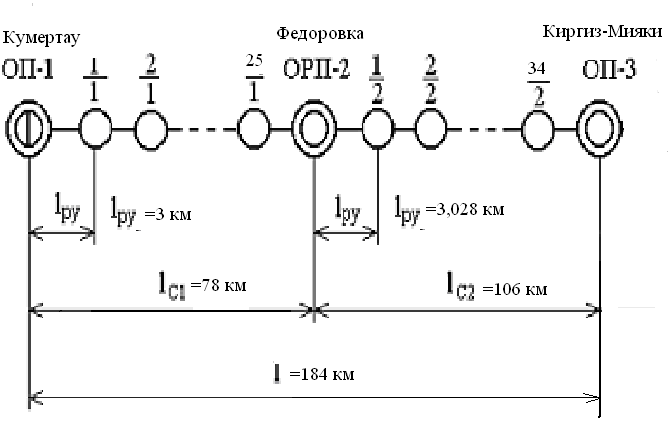 Кумертау
Федоровка
Киргиз-Мияки
ОП-1
1/1
2/1
25/1
ОРП-2
1/2
2/2
34/2
ОП-3
lру
lру =3 км
lру
lру =3,028 км
lС1 =78 км
lС2 =106 км
l =184 км